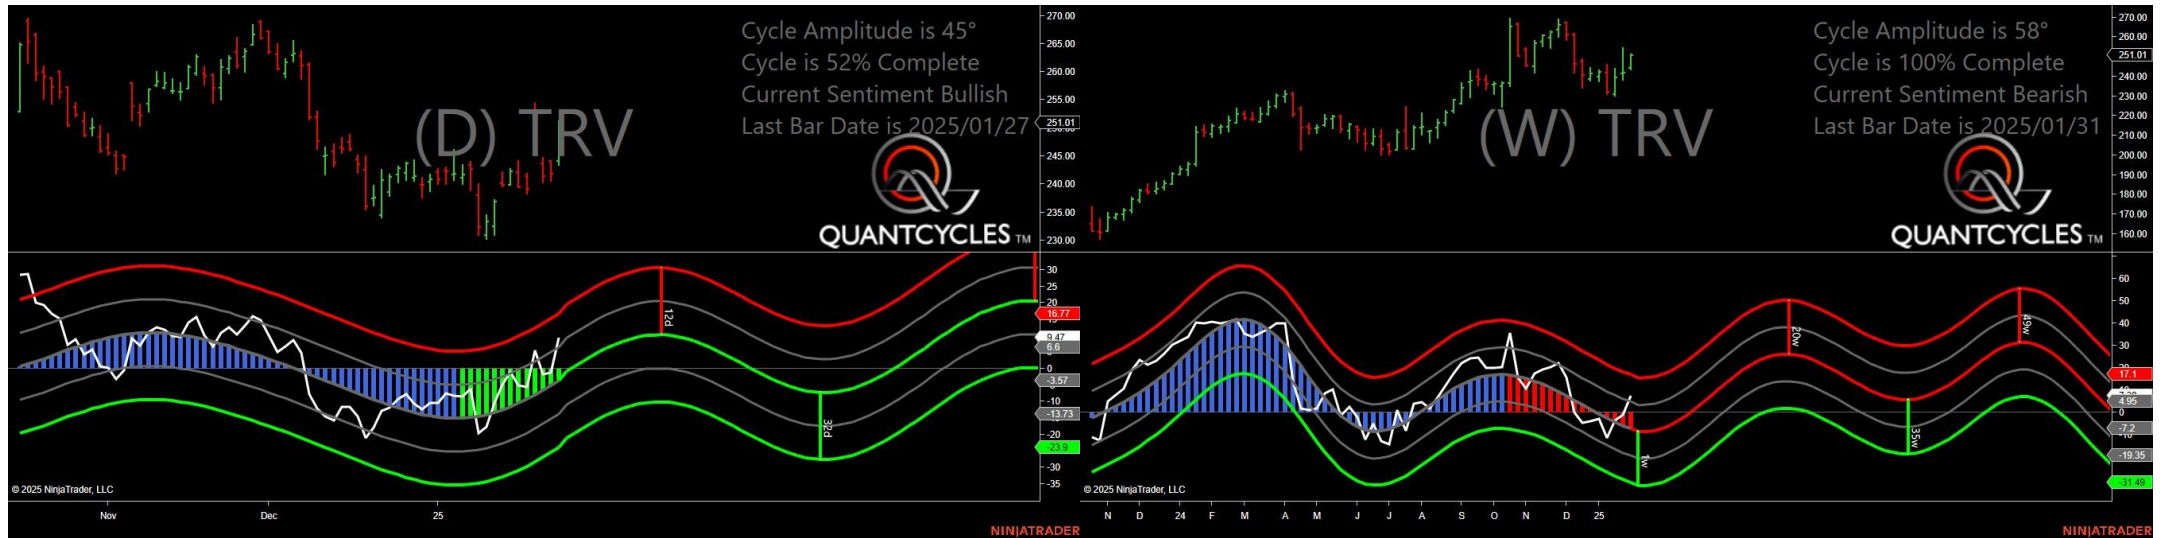 Cycle Amplitude is 45°
Cycle is 52% Complete
Current Sentiment Bullish
Last Bar Date is 2025/01/27
(D) TRV
QUANTCYCLES TM
270.00
265.00
260.00
255.00
251.01
250.00
245.00
240.00
235.00
230.00
12d
32d
30
25
20
16.77
9.47
6.6
0
-3.57
-10
-13.73
-20
-23.9
-30
-35
© 2025 NinjaTrader, LLC
Nov Dec 25
NINJATRADER
Cycle Amplitude is 58°
Cycle is 100% Complete
Current Sentiment Bearish
Last Bar Date is 2025/01/31
(W) TRV
QUANTCYCLES TM
270.00
260.00
251.01
240.00
230.00
220.00
210.00
200.00
190.00
180.00
170.00
160.00
1w
20w
35w
49w
60
50
40
30
17.1
4.95
0
-7.2
-19.35
-31.49
© 2025 NinjaTrader, LLC
N D 24 F M A M J J A S O N D 25
NINJATRADER